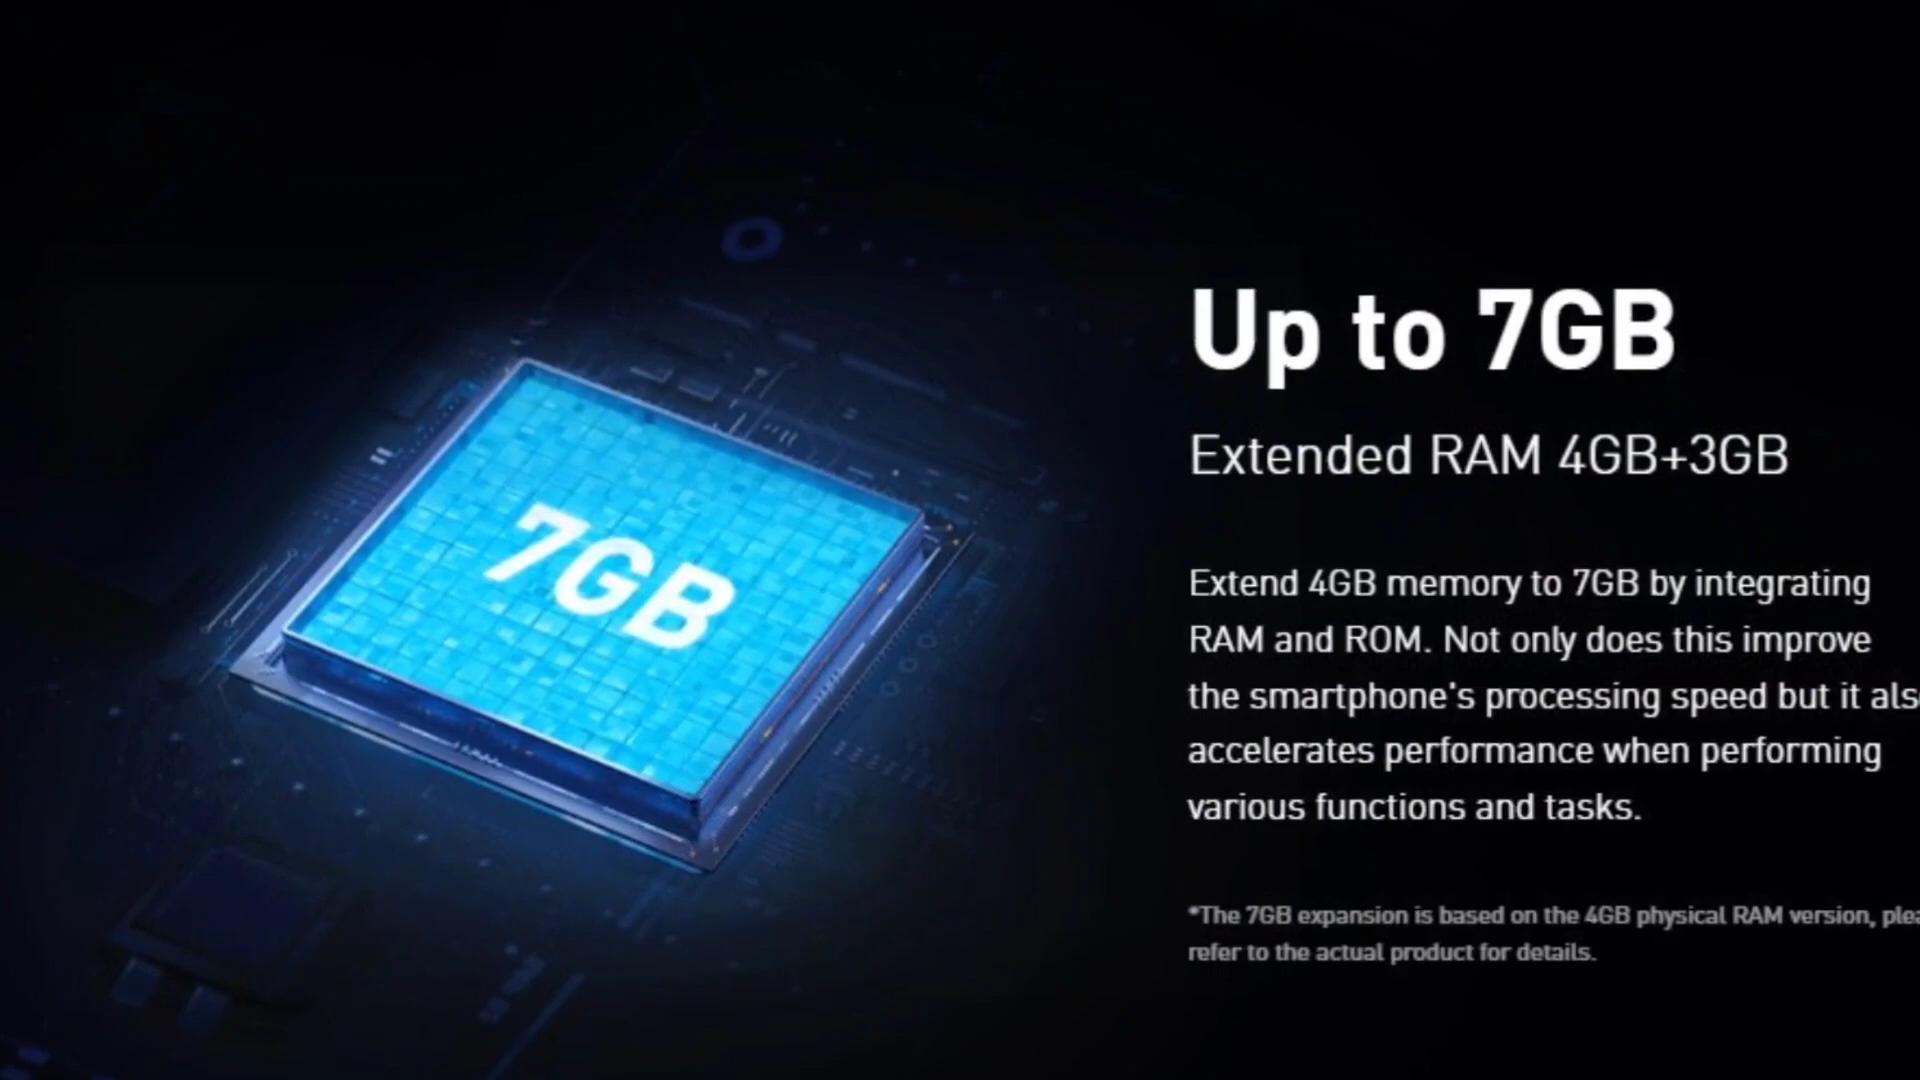 7GB
Up to 7GB
Extended RAM 4GB+3GB
Extend 4GB memory to 7GB by integrating
RAM and ROM. Not only does this improve
the smartphone's processing speed but it
accelerates performance when performing
various functions and tasks.
*The 7GB expansion is based on the 4GB physical RAM version,
refer to the actual product for details.